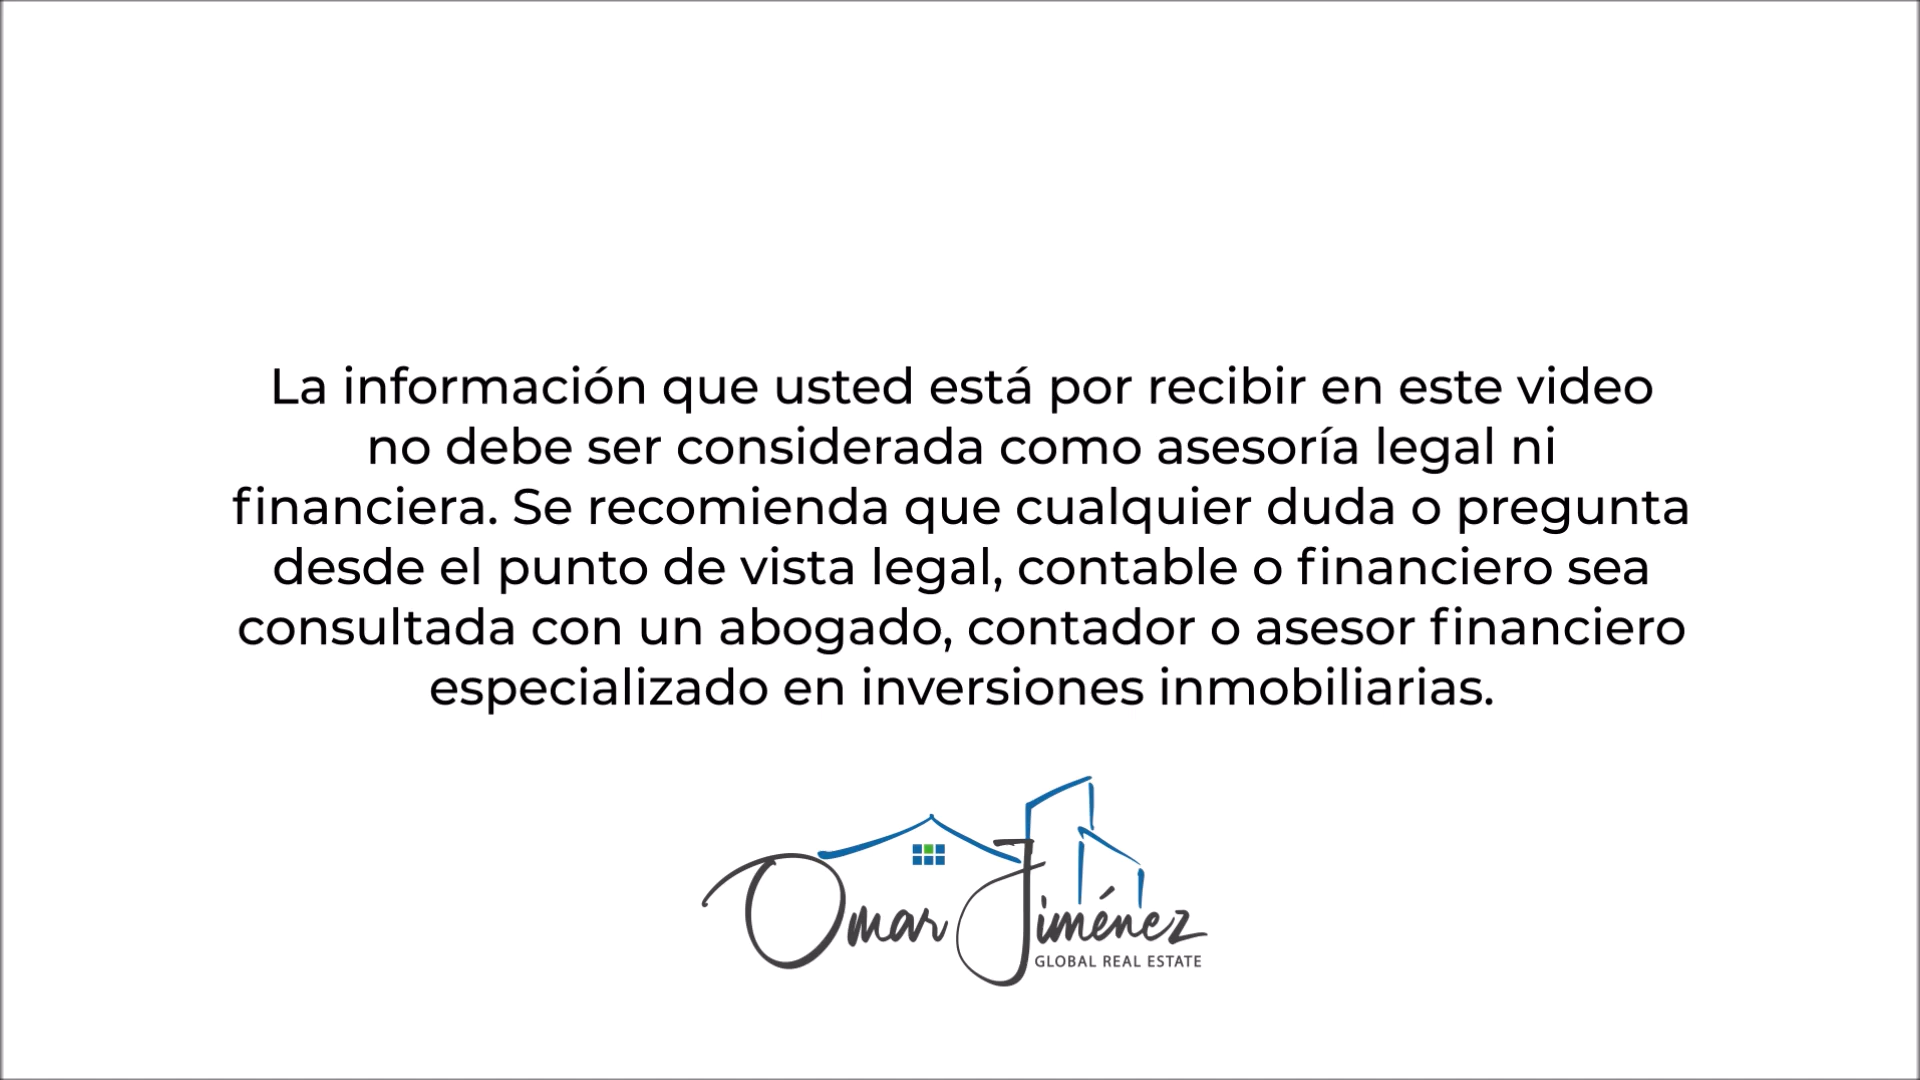 La información que usted está por recibir en este video
no debe ser considerada como asesoría legal ni
financiera. Se recomienda que cualquier duda o pregunta
desde el punto de vista legal, contable o financiero sea
consultada con un abogado, contador o asesor financiero
especializado en inversiones inmobiliarias.
Omar Jiménez
GLOBAL REAL ESTATE